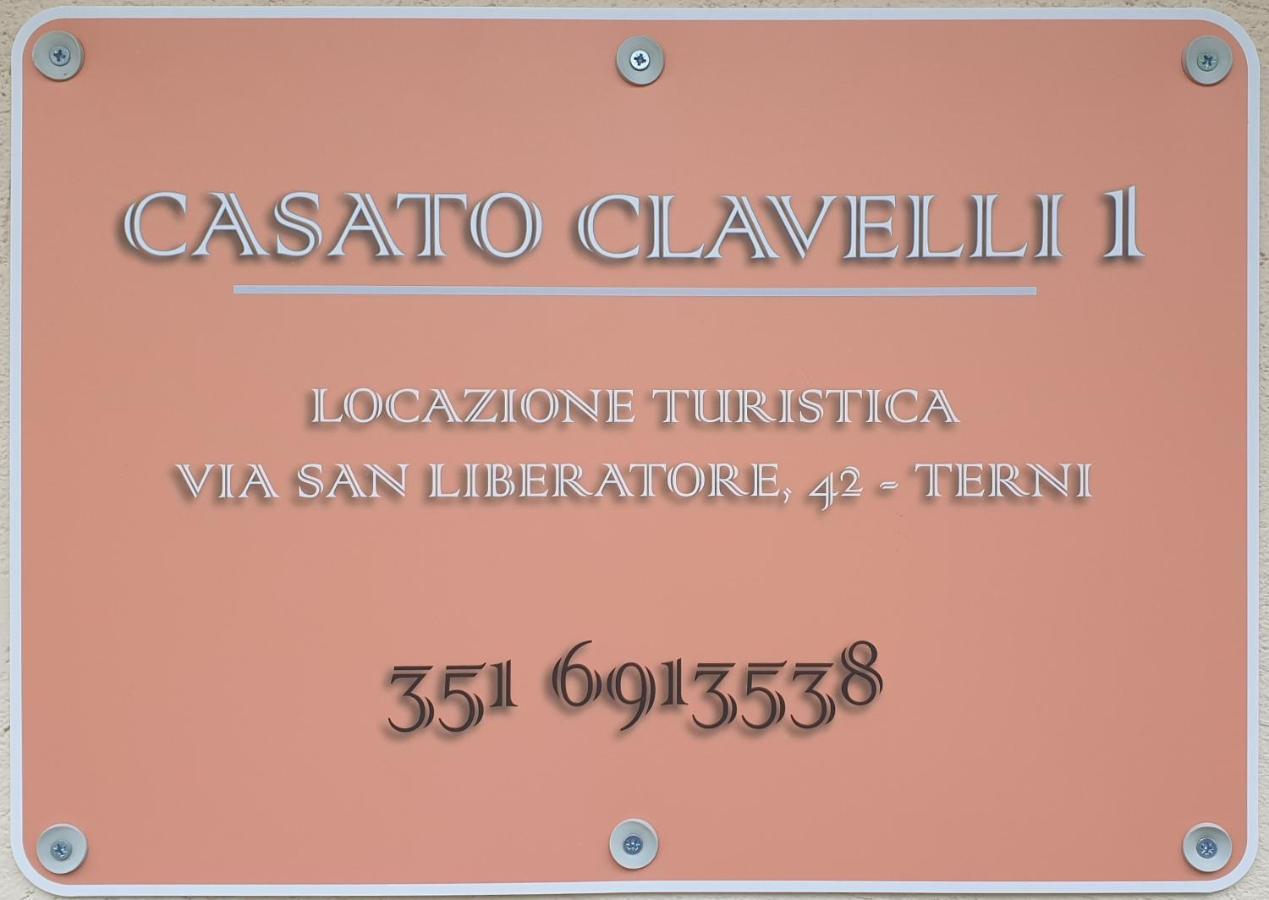 CASATO CLAVELLI 1
LOCAZIONE TURISTICA
VIA SAN LIBERATORE, 42 - TERNI
351 6913538